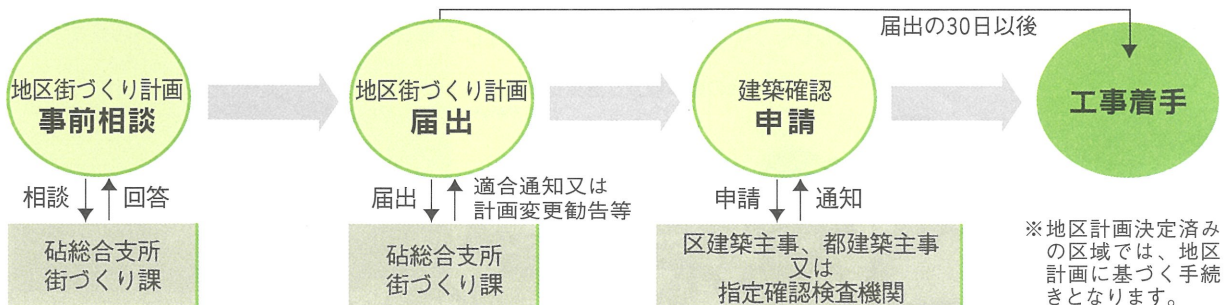 届出の30日以後
地区街づくり計画
事前相談
地区街づくり計画
届出
建築確認
申請
工事着手
相談
回答
届出
適合通知又は
計画変更勧告等
申請
通知
砧総合支所
街づくり課
砧総合支所
街づくり課
区建築主事、都建築主事
又は
指定確認検査機関
※地区計画決定済み
の区域では、地区
計画に基づく手続
きとなります。